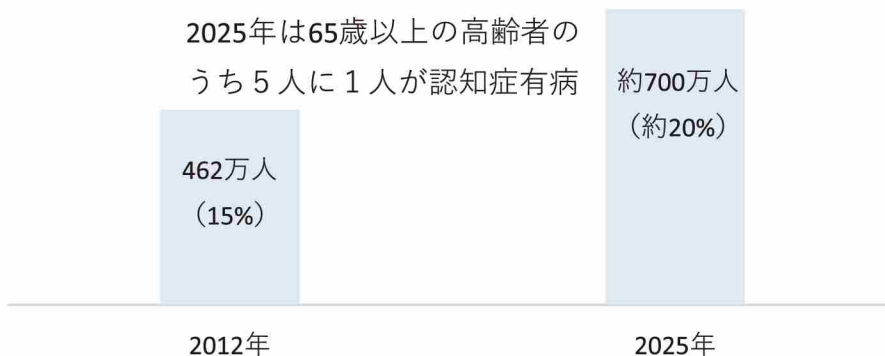 2025年は65歳以上の高齢者の
うち５人に１人が認知症有病
約700万人
（約20%）
462万人
（15%）
2012年
2025年